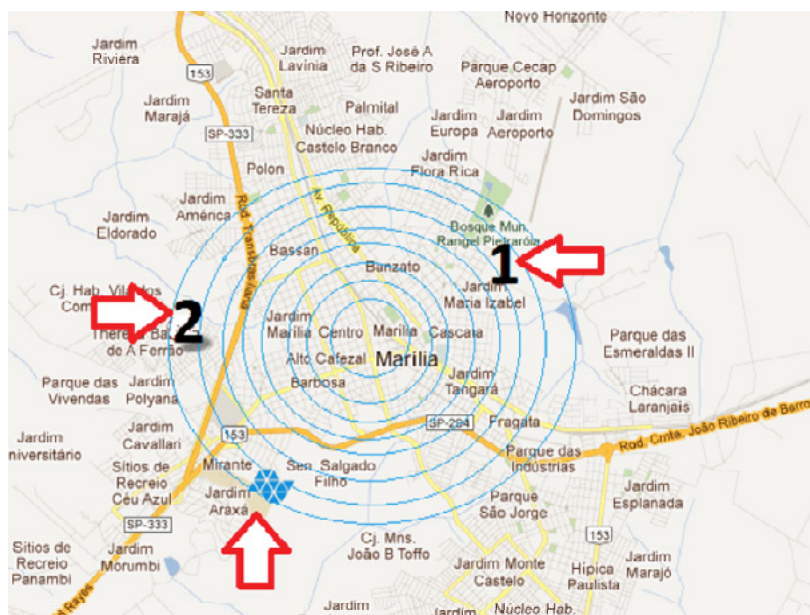 Novo Horizonte
Jardim
Riviera
Jardim
Lavínia
Prof. José A
da S Ribeiro
Parque Cecap
Aeroporto
153
Santa
Tereza
Palmital
Jardim São
Domingos
Jardim
Marajá
SP-333
Núcleo Hab.
Castelo Branco
Jardim
Europa
Jardim
Aeroporto
Polon
Jardim
Flora Rica
Jardim
América
Av. República
Jardim
Eldorado
Rod. Transbrasiliana
Bassan
Bosque Mun.
Rangel Pietraróia
Banzato
1
Cj. Hab. Vila dos
Com
2
Jardim
Maria Izabel
Jardim
Marília
Centro
Marília
Cascata
de A Ferrão
Alto Cafezal
Marília
Parque das
Esmeraldas II
Parque das
Vivendas
Jardim
Polyana
Barbosa
Jardim
Tangará
Chácara
Laranjais
SP-294
Fragata
Rod. Cmte. João Ribeiro de Barro
Jardim
niversitário
Jardim
Cavallari
153
Mirante
Sen. Salgado
Filho
Parque das
Indústrias
Sítios de
Recreio
Céu Azul
Jardim
Araxá
Jardim
Esplanada
Parque
São Jorge
SP-333
153
Sítios de
Recreio
Panambi
Jardim
Morumbi
Cj. Mns.
João B Toffo
Jardim Monte
Castelo
Hípica
Paulista
Jardim
Marajó
Jardim
Jardim
Núcleo Hab.